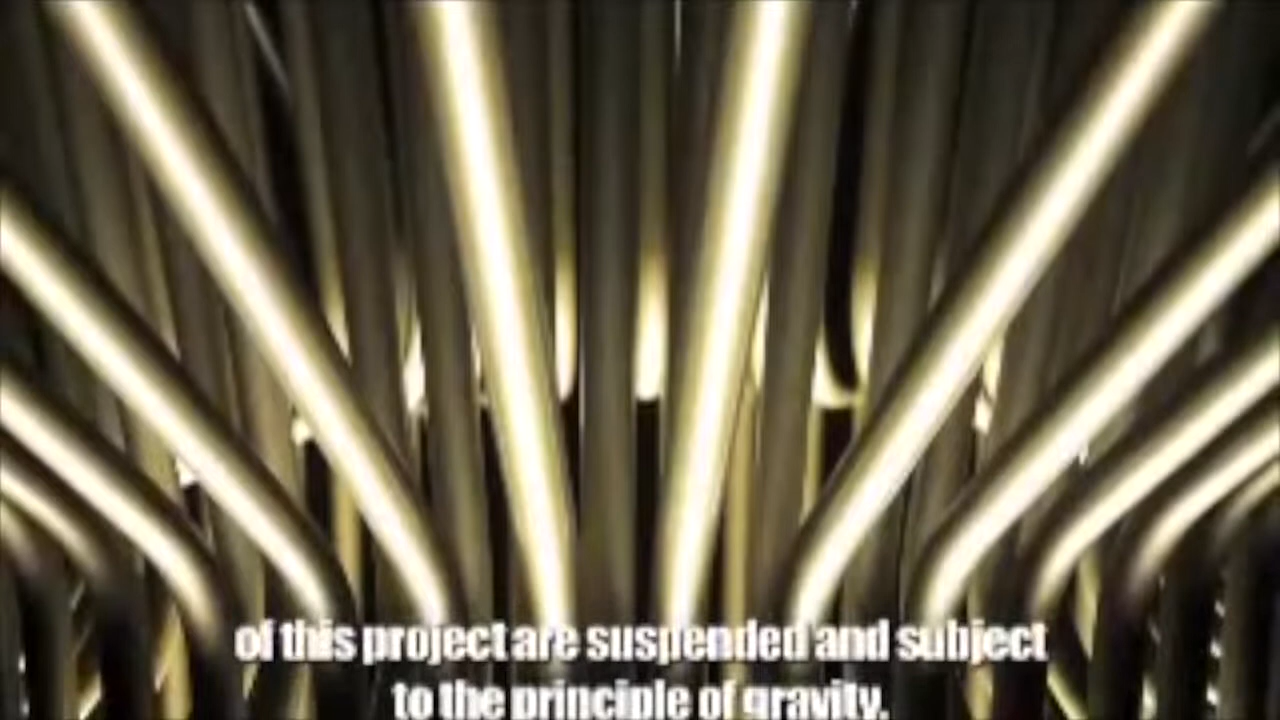 of this project are suspended and subject
to the principle of gravity.